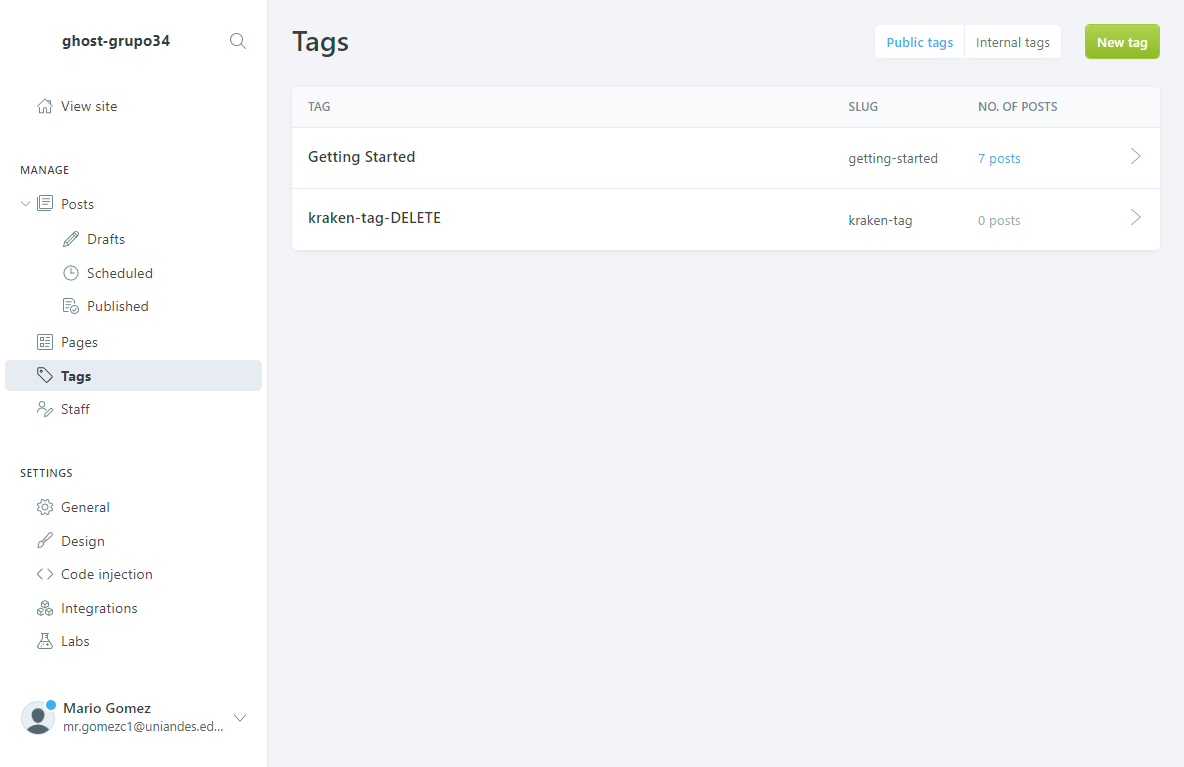 ghost-grupo34
View site
MANAGE
Posts
Drafts
Scheduled
Published
Pages
Tags
Staff
SETTINGS
General
Design
Code injection
Integrations
Labs
Mario Gomez
mr.gomezc1@uniandes.ed...
Tags
Public tags Internal tags New tag
TAG SLUG NO. OF POSTS
Getting Started getting-started 7 posts
kraken-tag-DELETE kraken-tag 0 posts